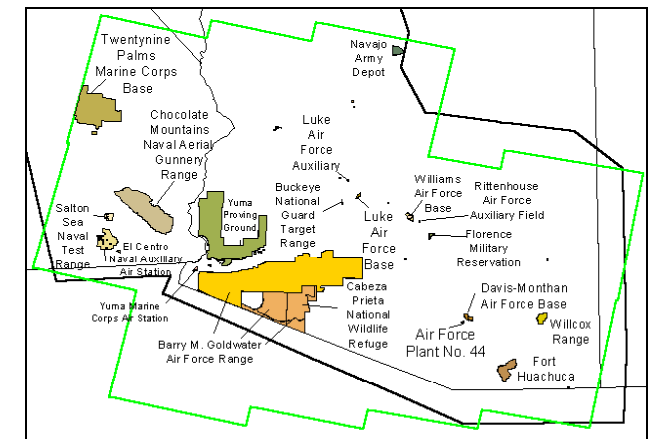 Twentynine
Palms
Marine Corps
Base
Navajo
Army
Depot
Chocolate
Mountains
Naval Aerial
Gunnery
Range
Luke
Air
Force
Auxiliary
Buckeye
National
Guard
Target
Range
Williams
Air Force
Base
Rittenhouse
Air Force
Auxiliary Field
Yuma
Proving
Ground
Salton
Sea
Naval
Test
Range
El Centro
Naval Auxillary
Air Station
Luke
Air
Force
Base
Florence
Military
Reservation
Cabeza
Prieta
National
Wildlife
Refuge
Davis-Monthan
Air Force Base
Yuma Marine
Corps Air Station
Barry M. Goldwater
Air Force Range
Air Force
Plant No. 44
Willcox
Range
Fort
Huachuca